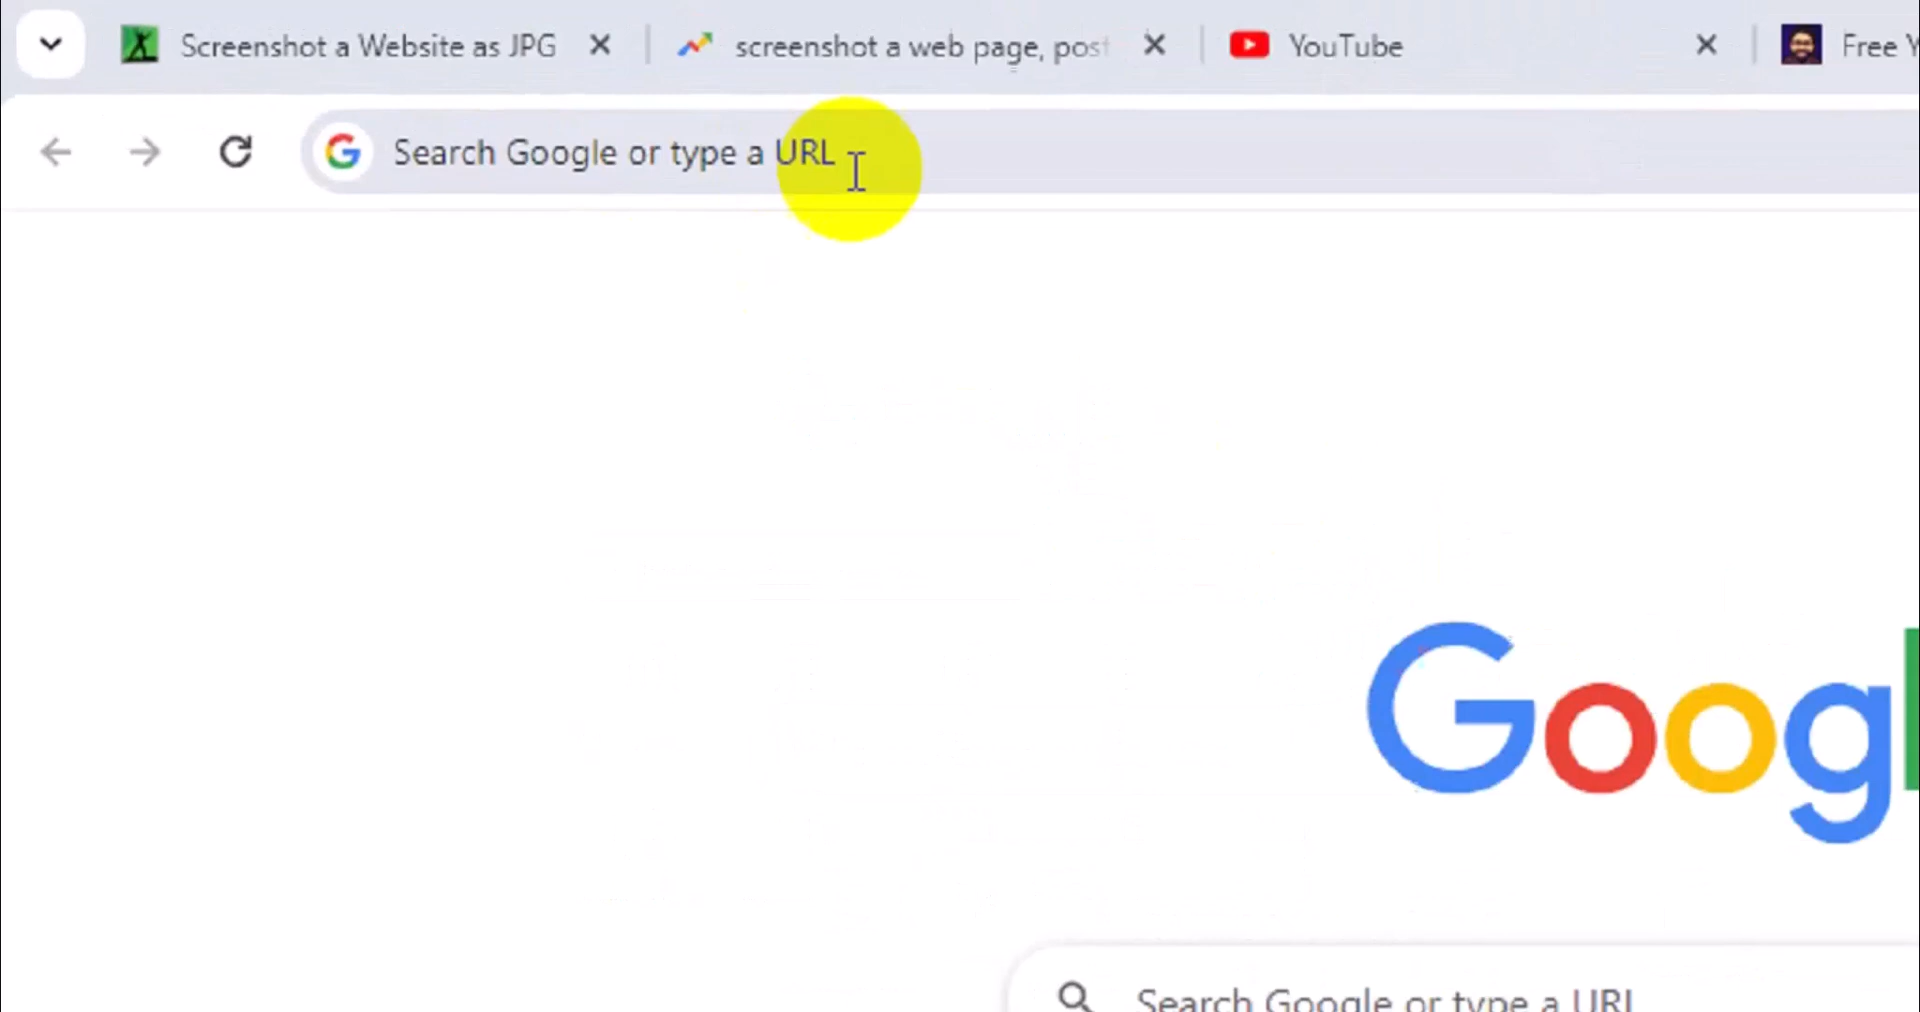 Screenshot a Website as JPG
screenshot a web page, post
YouTube
Free Y
Search Google or type a URL
Googl
Search Google or type a URL